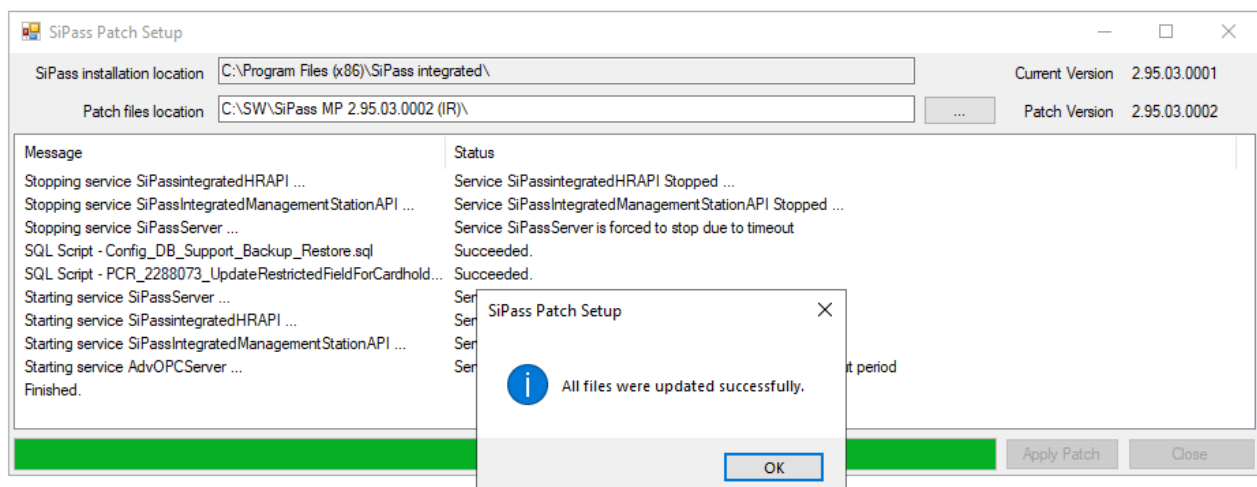 SiPass Patch Setup
SiPass installation location C:\Program Files (x86)\SiPass integrated\ Current Version 2.95.03.0001
Patch files location C:\SW\SiPass MP 2.95.03.0002 (IR)\ ... Patch Version 2.95.03.0002
Message Status
Stopping service SiPassintegratedHRAPI ... Service SiPassintegratedHRAPI Stopped ...
Stopping service SiPassIntegratedManagementStationAPI ... Service SiPassIntegratedManagementStationAPI Stopped ...
Stopping service SiPassServer ... Service SiPassServer is forced to stop due to timeout
SQL Script - Config_DB_Support_Backup_Restore.sql Succeeded.
SQL Script - PCR_2288073_UpdateRestrictedFieldForCardhold... Succeeded.
Starting service SiPassServer ... Ser
Starting service SiPassintegratedHRAPI ... Ser
Starting service SiPassIntegratedManagementStationAPI ... Ser
Starting service AdvOPCServer ... Ser t period
Finished.
SiPass Patch Setup
All files were updated successfully.
OK
Apply Patch Close